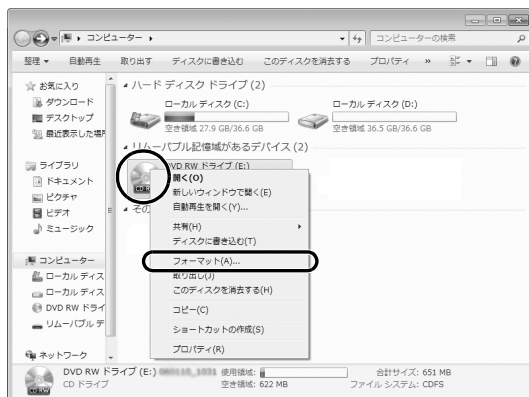 コンピューター
コンピューターの検索
整理 自動再生 取り出す ディスクに書き込む このディスクを消去する プロパティ »
お気に入り
ダウンロード
デスクトップ
最近表示した場所
ライブラリ
ドキュメント
ピクチャ
ビデオ
ミュージック
コンピューター
ローカル ディス
ローカル ディス
DVD RW ドライ
リムーバブル デ
ネットワーク
ハード ディスク ドライブ (2)
ローカル ディスク (C:)
空き領域 27.9 GB/36.6 GB
ローカル ディスク (D:)
空き領域 36.5 GB/36.6 GB
リムーバブル記憶域があるデバイス (2)
DVD RW ドライブ (E:)
CD-R
その
開く(O)
新しいウィンドウで開く(E)
自動再生を開く(Y)...
共有(H)
ディスクに書き込む(T)
フォーマット(A)...
取り出し(J)
このディスクを消去する(H)
コピー(C)
ショートカットの作成(S)
プロパティ(R)
DVD RW ドライブ (E:) 使用領域: 合計サイズ: 651 MB
CD ドライブ 空き領域: 622 MB ファイル システム: CDFS
CD-RW